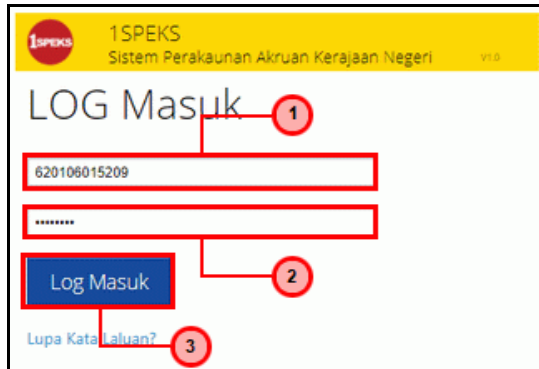 1SPEKS
1SPEKS
Sistem Perakaunan Akruan Kerajaan Negeri V1.0
LOG Masuk
1
620106015209
••••••••
2
Log Masuk
Lupa Kata Laluan?
3